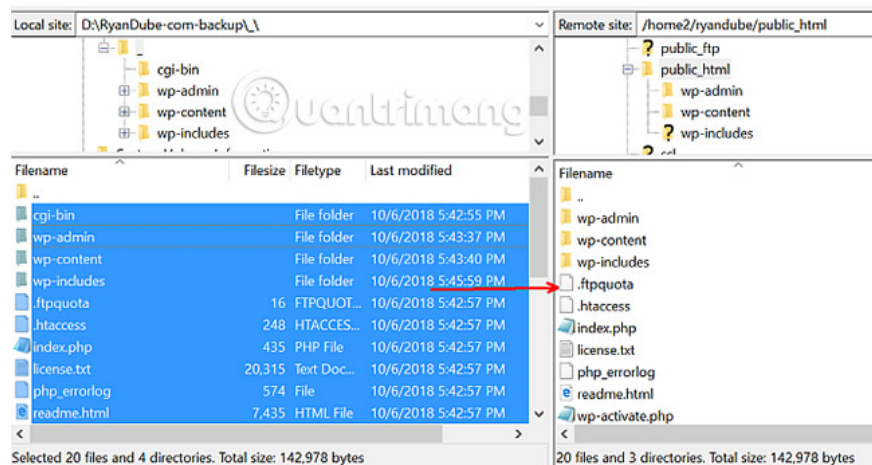 Local site: D:\RyanDube-com-backup\_\
_
cgi-bin
wp-admin
wp-content
wp-includes
Quantrimang
Filename Filesize Filetype Last modified
..
cgi-bin File folder 10/6/2018 5:42:55 PM
wp-admin File folder 10/6/2018 5:43:37 PM
wp-content File folder 10/6/2018 5:43:40 PM
wp-includes File folder 10/6/2018 5:45:59 PM
.ftpquota 16 FTPQUOT... 10/6/2018 5:42:57 PM
.htaccess 248 HTACCES... 10/6/2018 5:42:57 PM
index.php 435 PHP File 10/6/2018 5:42:57 PM
license.txt 20,315 Text Doc... 10/6/2018 5:42:57 PM
php_errorlog 574 File 10/6/2018 5:42:57 PM
readme.html 7,435 HTML File 10/6/2018 5:42:57 PM
Selected 20 files and 4 directories. Total size: 142,978 bytes
Remote site: /home2/ryandube/public_html
public_ftp
public_html
wp-admin
wp-content
wp-includes
Filename
..
wp-admin
wp-content
wp-includes
.ftpquota
.htaccess
index.php
license.txt
php_errorlog
readme.html
wp-activate.php
20 files and 3 directories. Total size: 142,978 bytes